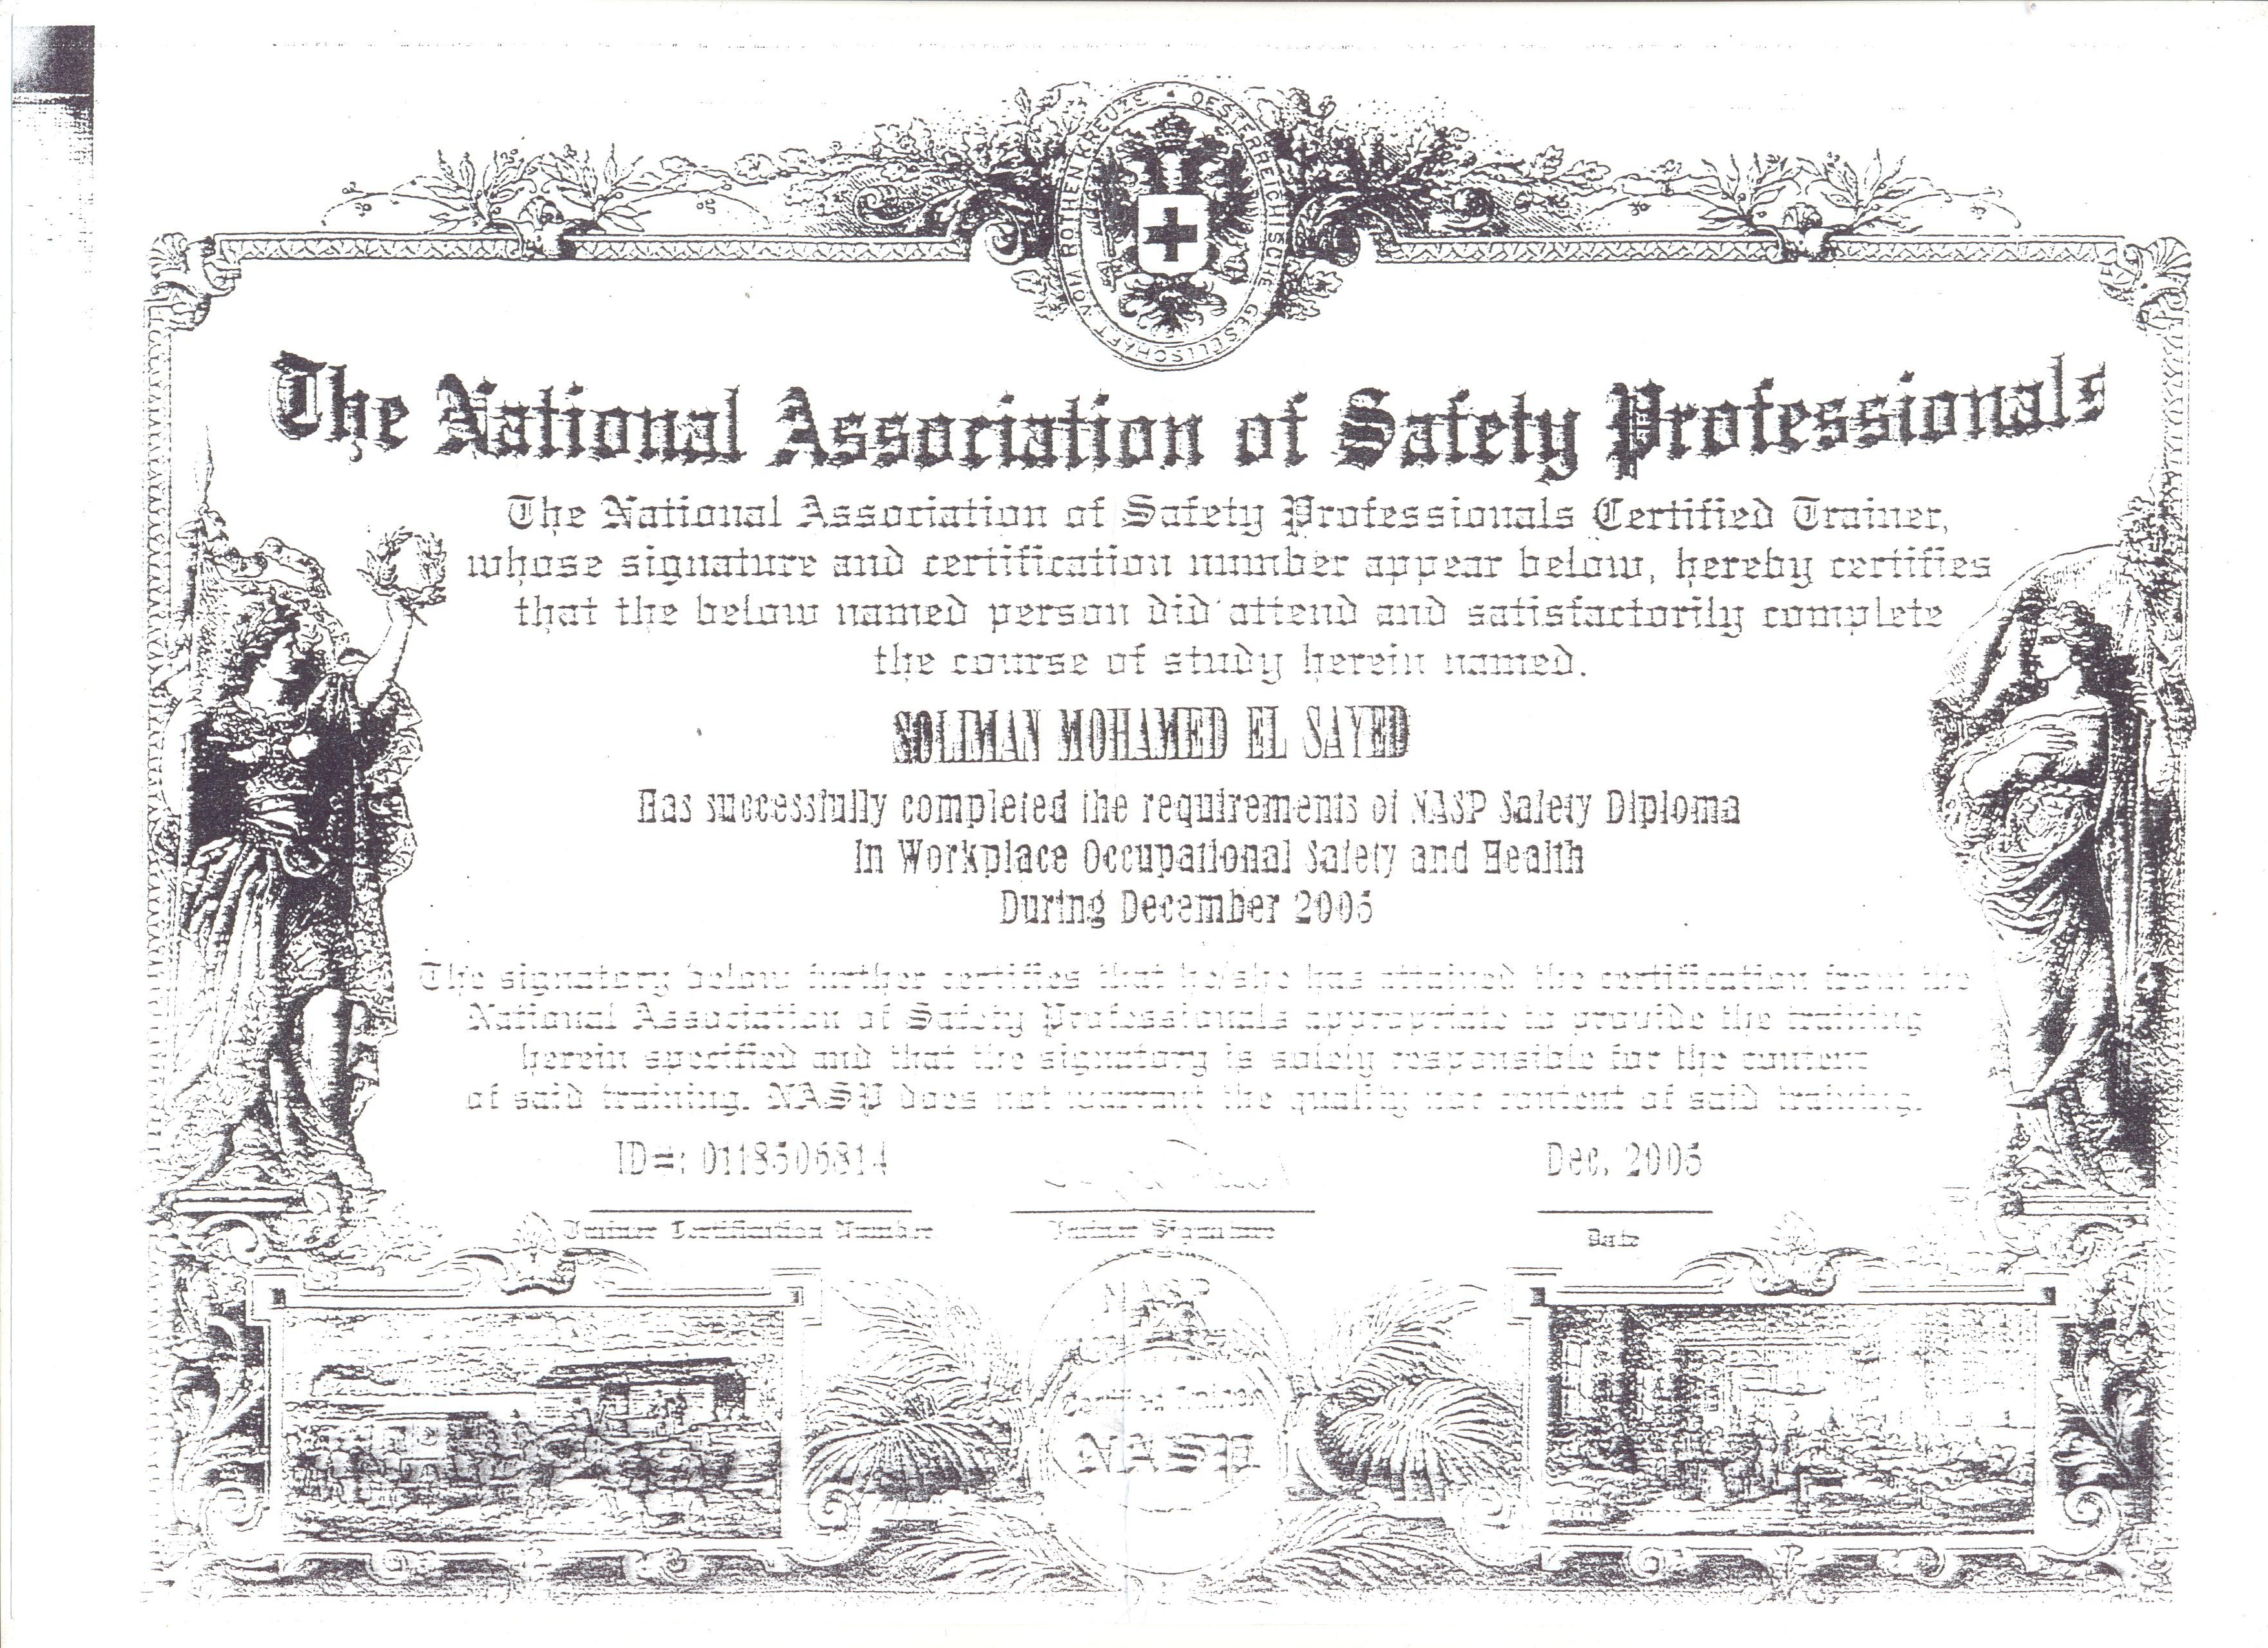 OESTERREICHISCHE GESELLSCHAFT VOM ROTHEN KREUZE
The National Association of Safety Professionals
The National Association of Safety Professionals Certified Trainer,
whose signature and certification number appear below, hereby certifies
that the below named person did attend and satisfactorily complete
the course of study herein named.
SOLIMAN MOHAMED EL SAYED
Has successfully completed the requirements of NASP Safety Diploma
In Workplace Occupational Safety and Health
During December 2005
The signatory below further certifies that he/she has attained the certification from the
National Association of Safety Professionals appropriate to provide the training
herein specified and that the signatory is solely responsible for the content
of said training. NASP does not warrant the quality nor content of said training.
ID=: 0118506814
Dec. 2005
Trainer Certification Number
Trainer Signature
Date
NASP
Certified Trainer
NASP